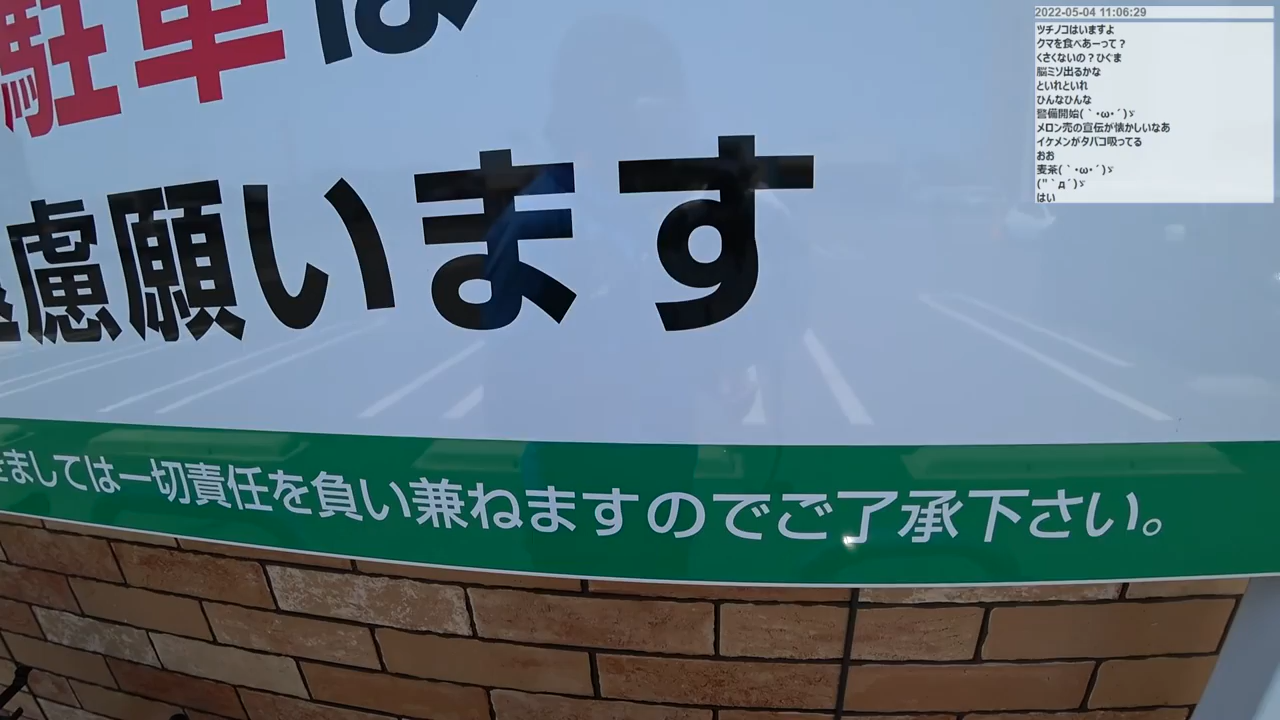 駐車は
慮願います
ましては一切責任を負い兼ねますのでご了承下さい。
2022-05-04 11:06:29
ツチノコはいますよ
クマを食べあーって？
くさくないの？ひぐま
脳ミソ出るかな
といれといれ
ひんなひんな
警備開始(｀･ω･´)ゞ
メロン売の宣伝が懐かしいなあ
イケメンがタバコ吸ってる
おお
麦茶(｀･ω･´)ゞ
(“｀д´)ゞ
はい